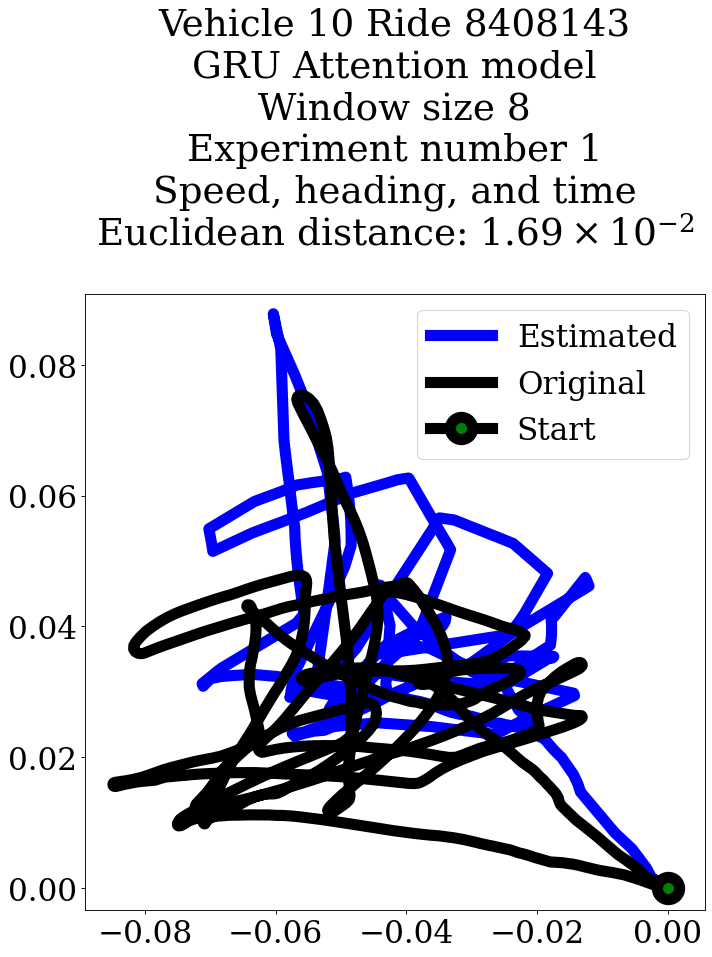 Vehicle 10 Ride 8408143
GRU Attention model
Window size 8
Experiment number 1
Speed, heading, and time
Euclidean distance: 1.69 × 10⁻²
Estimated
Original
Start
0.08
0.06
0.04
0.02
0.00
−0.08 −0.06 −0.04 −0.02 0.00